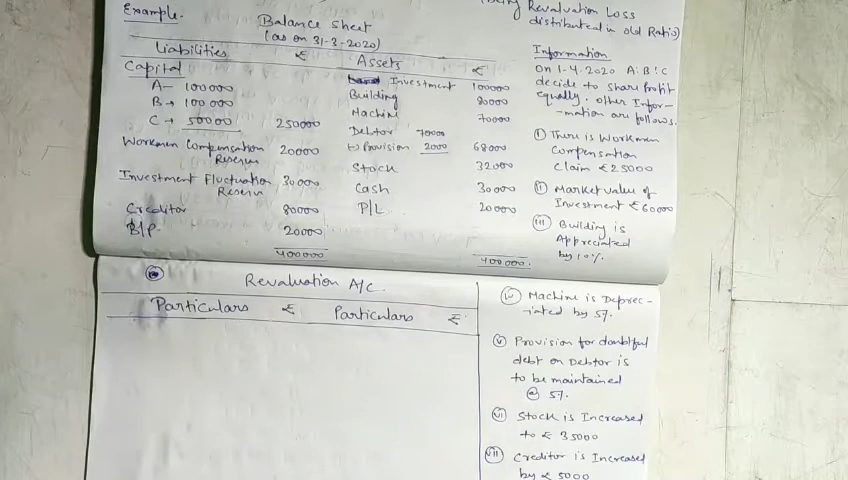 (Being Revaluation Loss
distributed in old Ratio)
Example.
Balance Sheet
(as on 31-3-2020)
Liabilities ₹ Assets ₹
Capital Investment 100000
A- 100000 Building 80000
B → 100000 Machine 70000
C → 50000 250000 Debtor 70000
Workmen Compensation Reserve 20000 (-) Provision 2000 68000
Stock 32000
Investment Fluctuation Reserve 30000 Cash 30000
Creditor 80000 P/L 20000
B/P. 20000
400000 400000.
Information
On 1-4-2020 A:B:C
decide to share Profit
equally. Other Infor-
-mation are follows.
(i) There is Workmen
Compensation
Claim ₹ 25000
(ii) Market value of
Investment ₹ 60000
(iii) Building is
Appreciated
by 10%.
Revaluation A/C
Particulars ₹ Particulars ₹
(iv) Machine is Deprec-
-iated by 5%.
(v) Provision for doubtful
debt on Debtor is
to be maintained
@ 5%.
(vi) Stock is Increased
to ₹ 35000
(vii) Creditor is Increased
by ₹ 5000